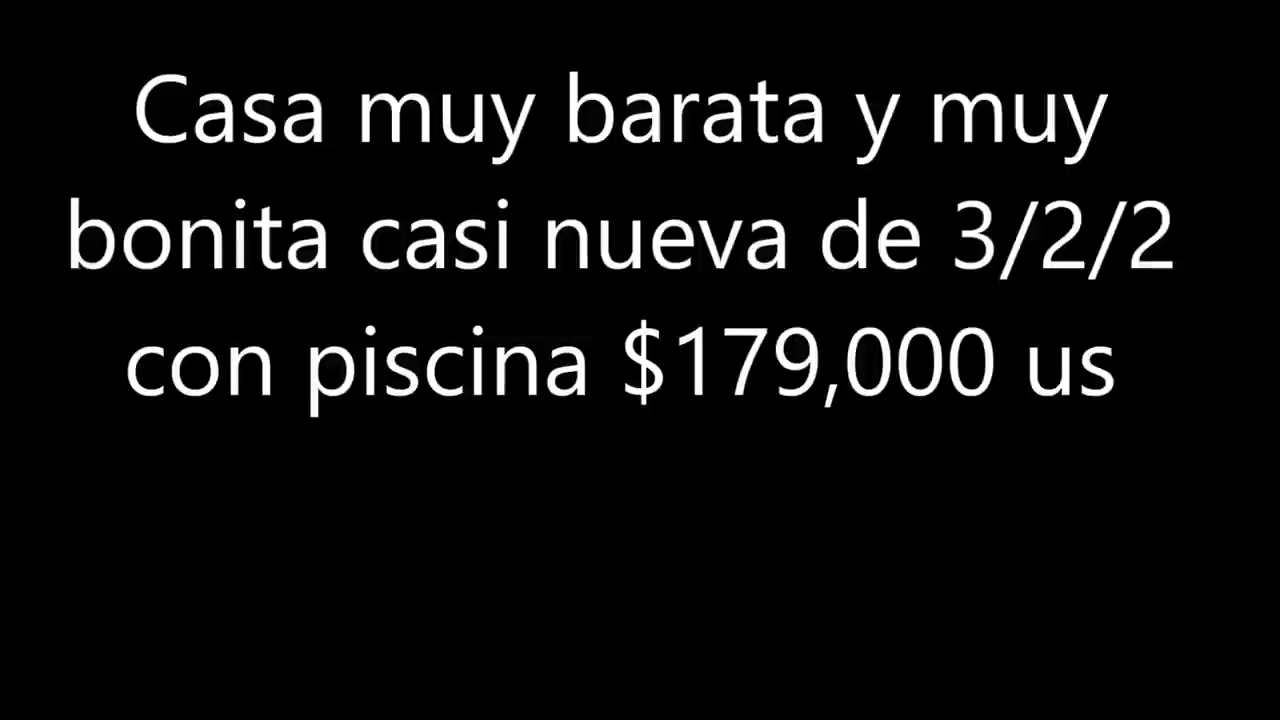 Casa muy barata y muy
bonita casi nueva de 3/2/2
con piscina $179,000 us